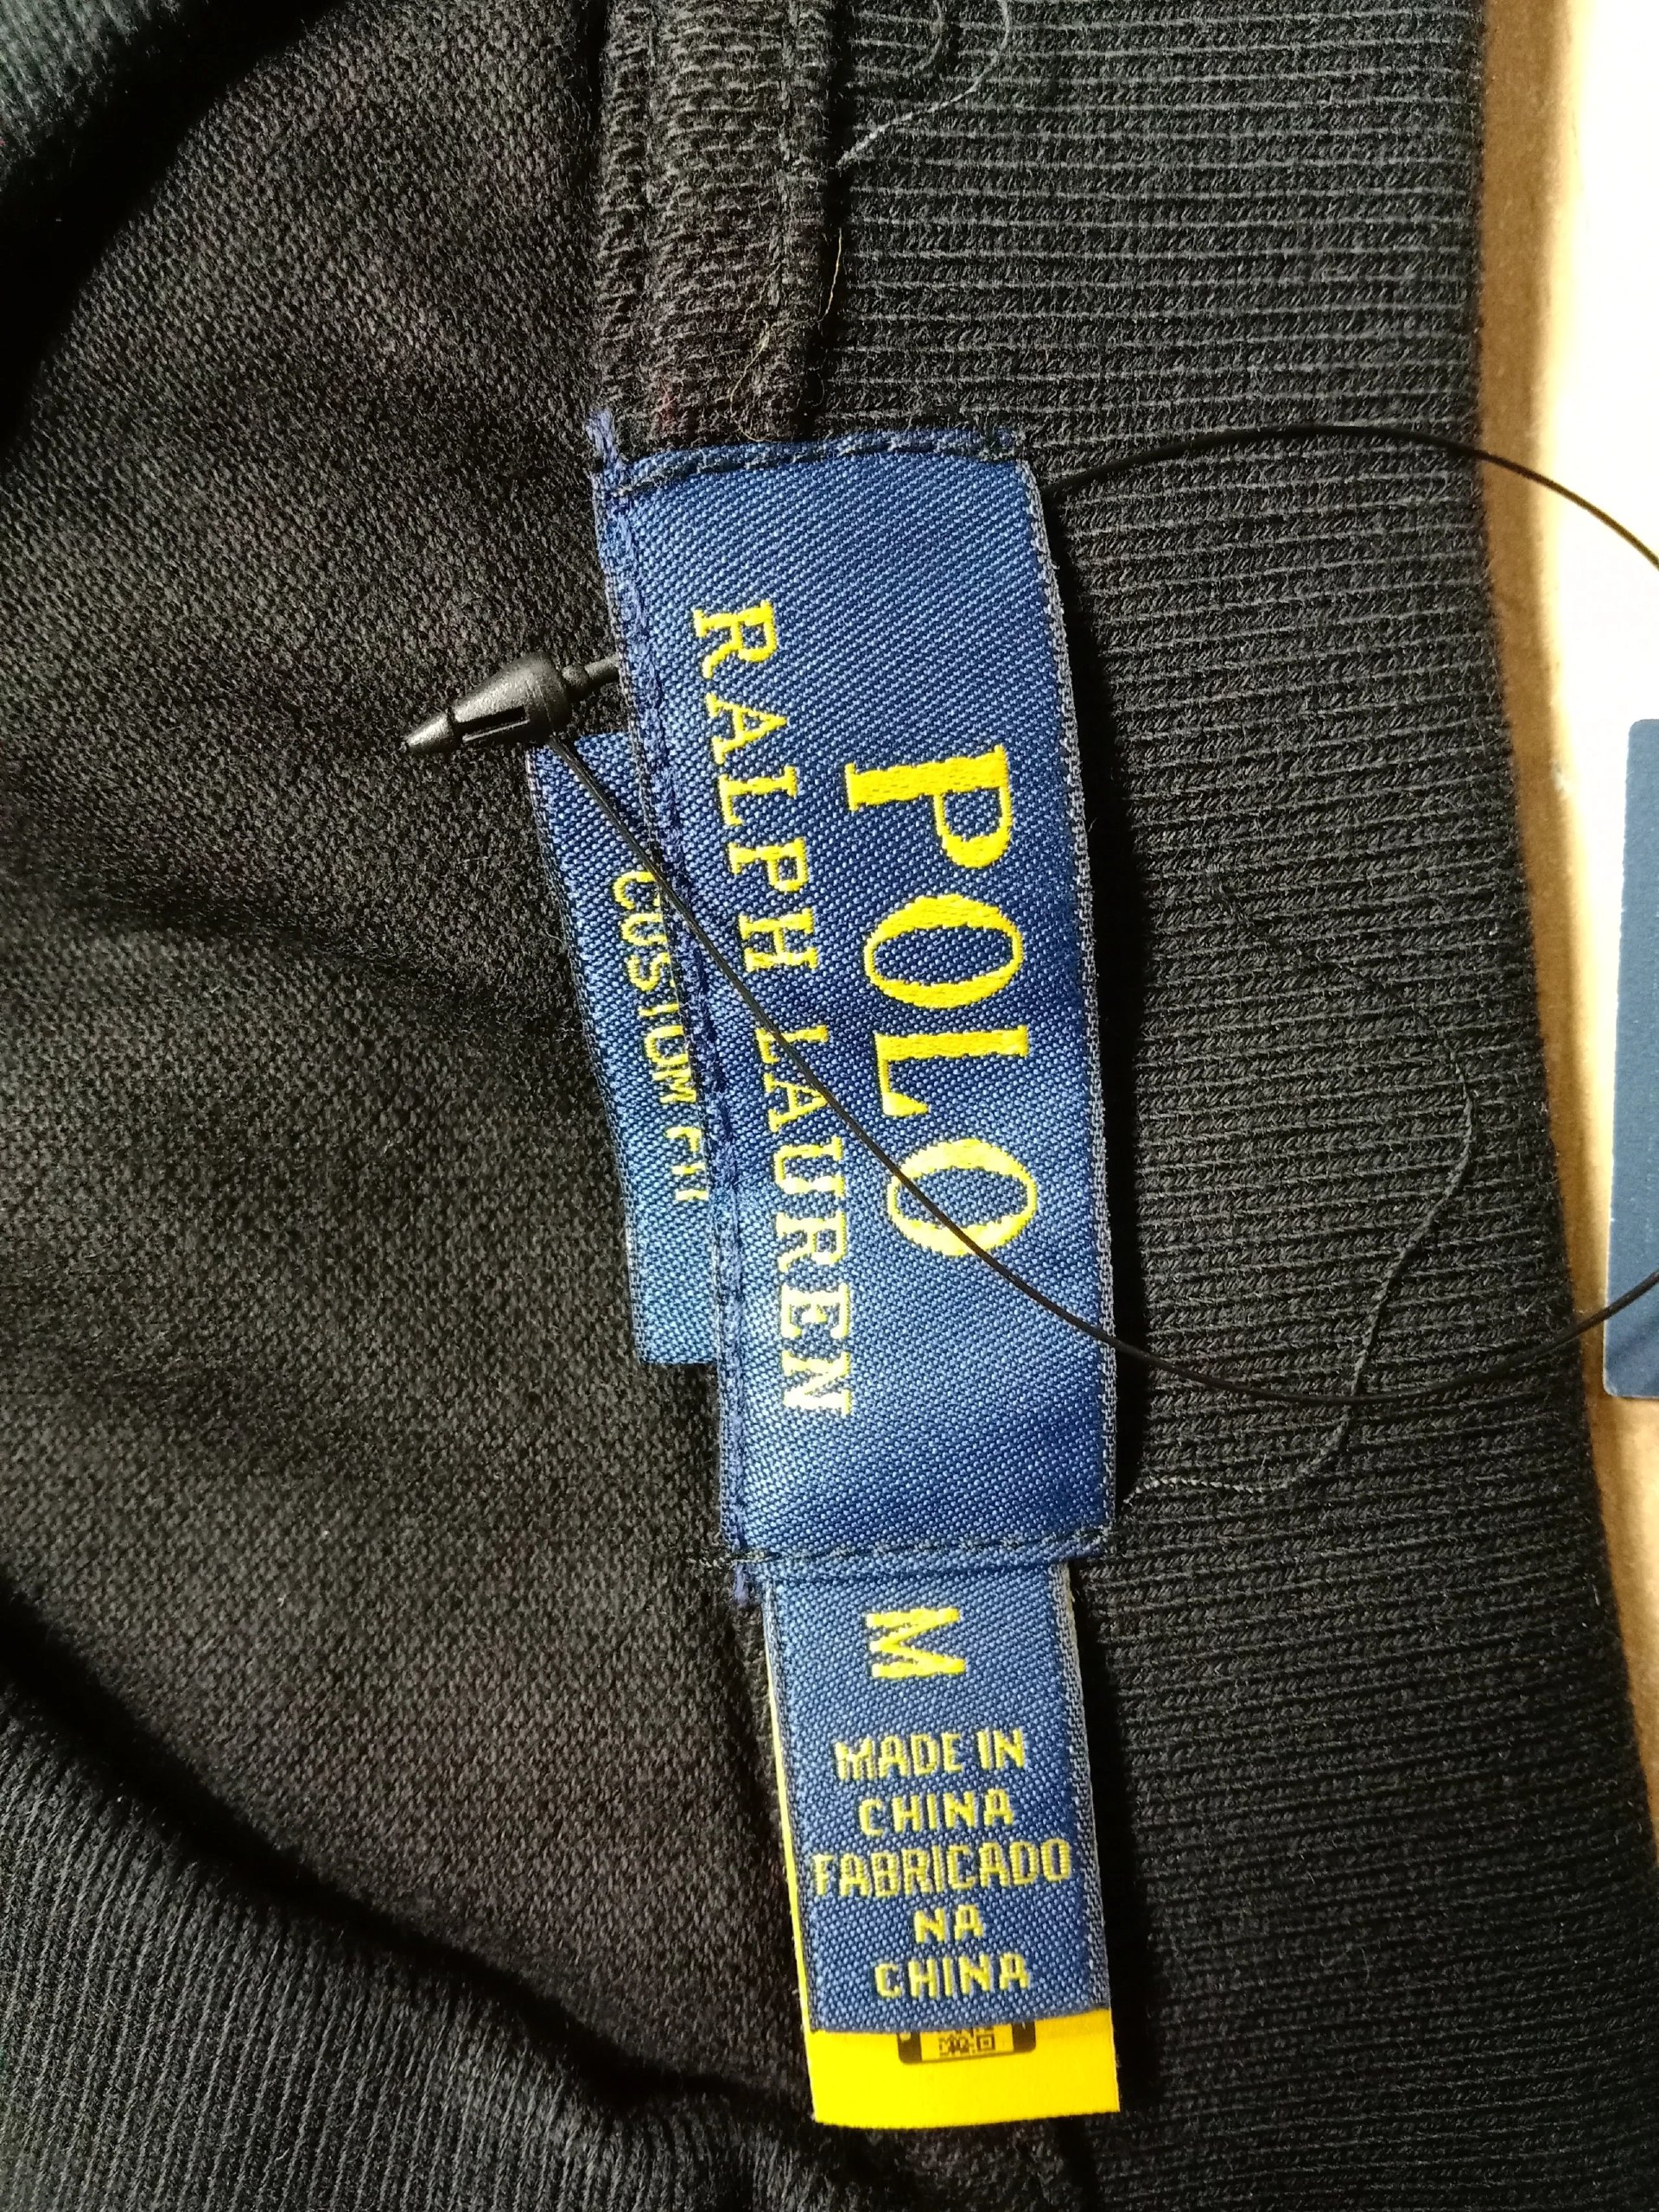 POLO
RALPH LAUREN
CUSTOM FIT
M
MADE IN
CHINA
FABRICADO
NA
CHINA